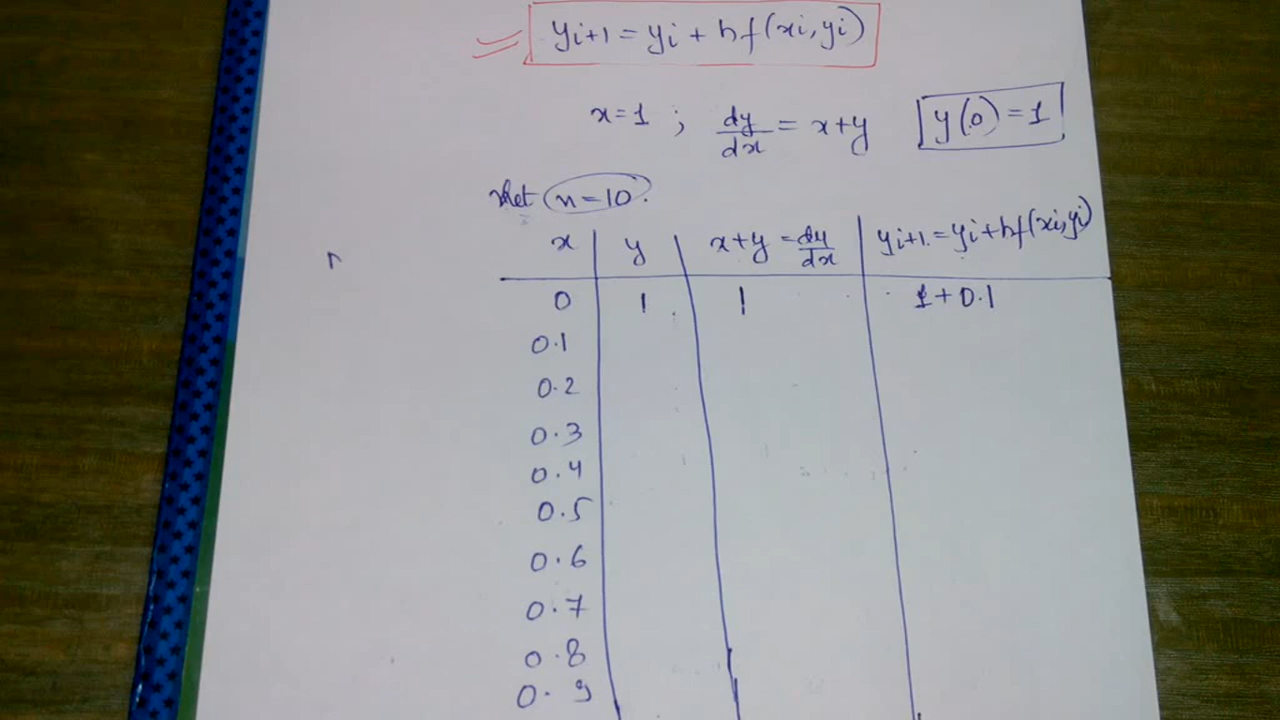 yi+1 = yi + hf(xi, yi)
x=1 ; dy/dx = x+y y(0) = 1
n=10.
x y x+y = dy/dx yi+1 = yi + hf(xi, yi)
0 1 1 1 + 0.1
0.1
0.2
0.3
0.4
0.5
0.6
0.7
0.8
0.9